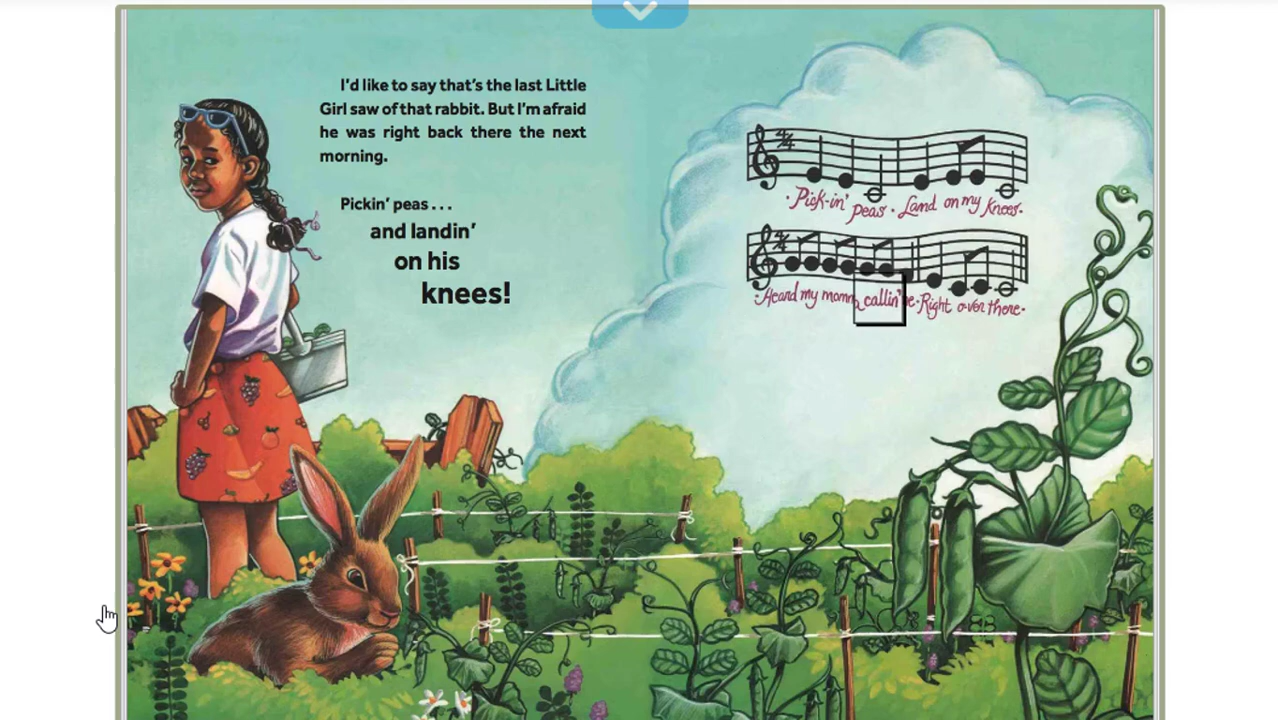 I'd like to say that's the last Little
Girl saw of that rabbit. But I'm afraid
he was right back there the next
morning.
Pickin' peas . . .
and landin'
on his
knees!
Pick-in' peas. Land on my knees.
Heard my momma callin' Right over there.